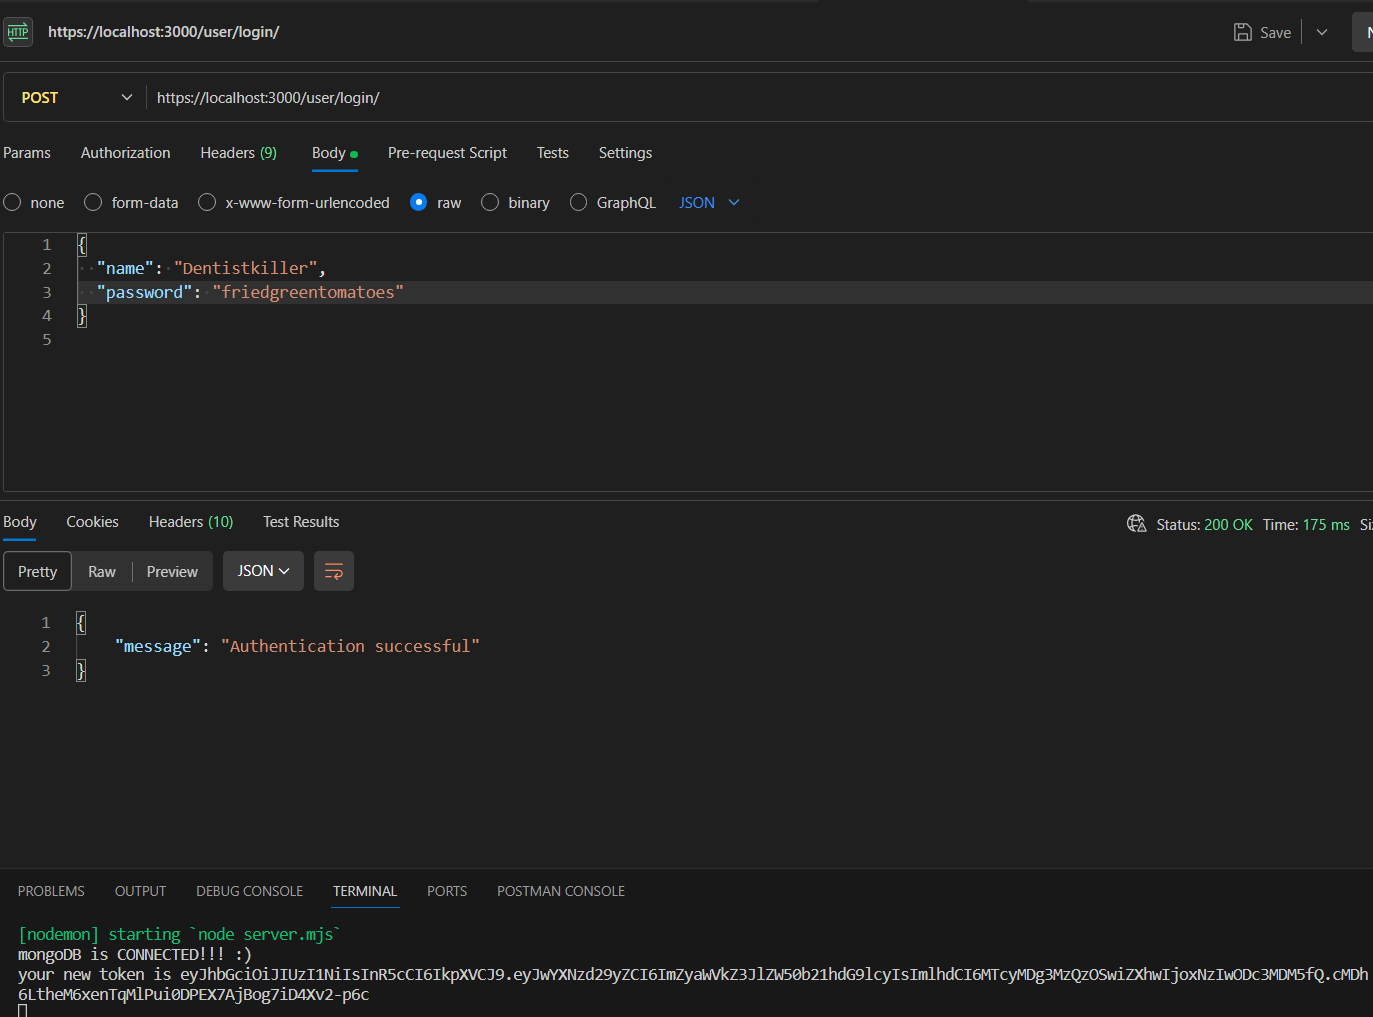 HTTP https://localhost:3000/user/login/ Save
POST https://localhost:3000/user/login/
Params Authorization Headers (9) Body Pre-request Script Tests Settings
none form-data x-www-form-urlencoded raw binary GraphQL JSON
1 {
2 "name": "Dentistkiller",
3 "password": "friedgreentomatoes"
4 }
5
Body Cookies Headers (10) Test Results Status: 200 OK Time: 175 ms
Pretty Raw Preview JSON
1 {
2 "message": "Authentication successful"
3 }
PROBLEMS OUTPUT DEBUG CONSOLE TERMINAL PORTS POSTMAN CONSOLE
[nodemon] starting `node server.mjs`
mongoDB is CONNECTED!!! :)
your new token is eyJhbGciOiJIUzI1NiIsInR5cCI6IkpXVCJ9.eyJwYXNzd29yZCI6ImZyaWVkZ3JlZW50b21hdG9lcyIsImlhdCI6MTcyMDg3MzQzOSwiZXhwIjoxNzIwODc3MDM5fQ.cMDh
6LtheM6xenTqMlPui0DPEX7AjBog7iD4Xv2-p6c